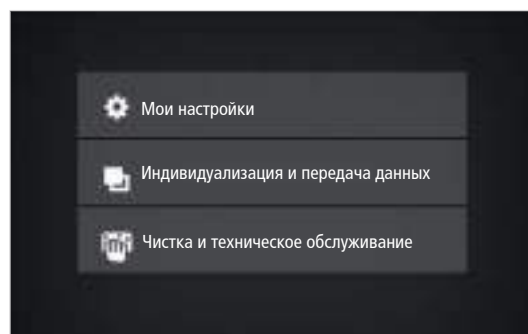 Мои настройки
Индивидуализация и передача данных
Чистка и техническое обслуживание